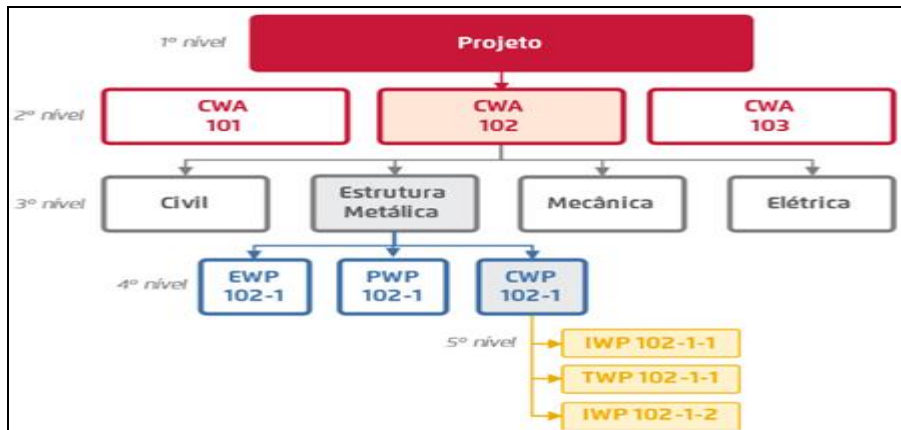 1º nível
Projeto
2º nível
CWA
101
CWA
102
CWA
103
3º nível
Civil
Estrutura
Metálica
Mecânica
Elétrica
4º nível
EWP
102-1
PWP
102-1
CWP
102-1
5º nível
IWP 102-1-1
TWP 102-1-1
IWP 102-1-2